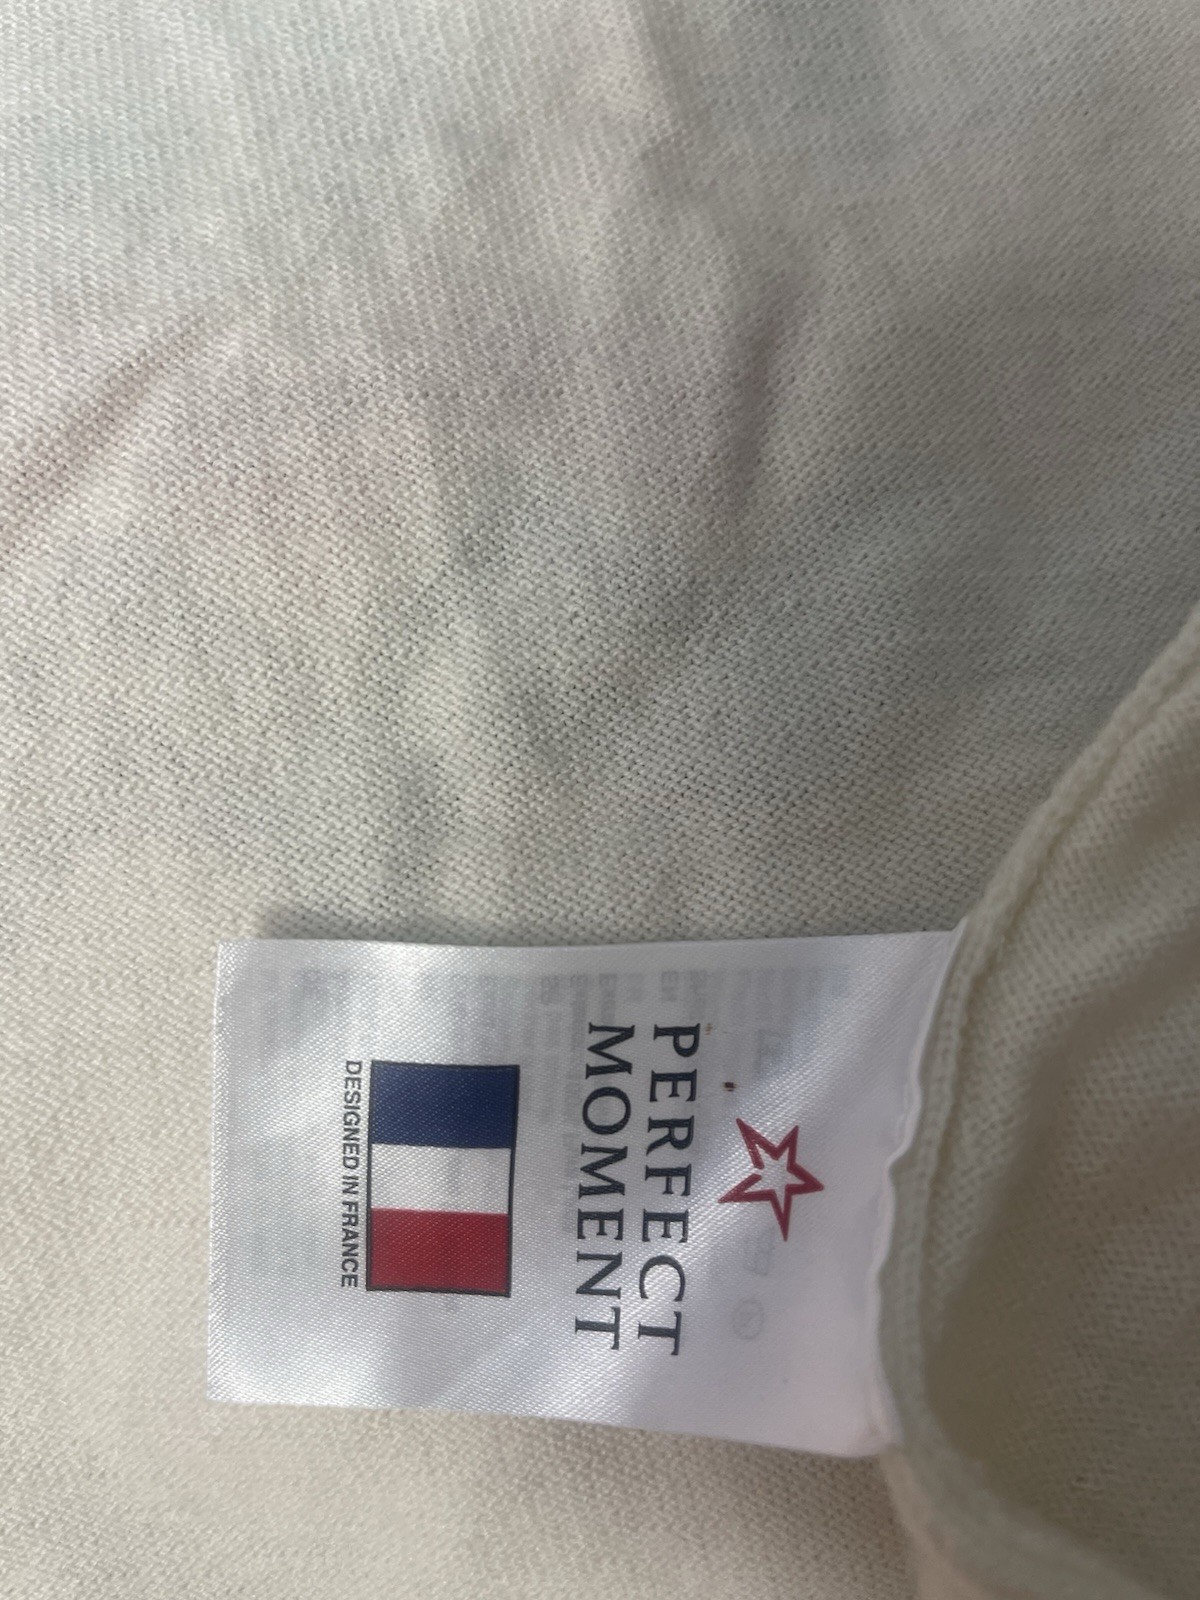 PERFECT
MOMENT
DESIGNED IN FRANCE